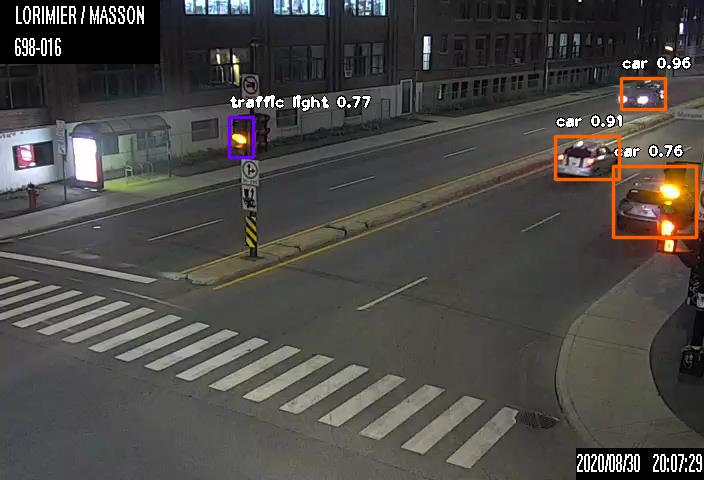 LORIMIER / MASSON
698-016
car 0.96
traffic light 0.77
car 0.91
car 0.76
2020/08/30 20:07:29